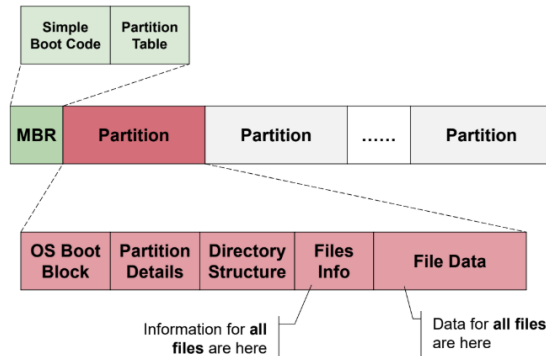 Simple Boot Code
Partition Table
MBR
Partition
Partition
......
Partition
OS Boot Block
Partition Details
Directory Structure
Files Info
File Data
Information for all
files are here
Data for all files
are here